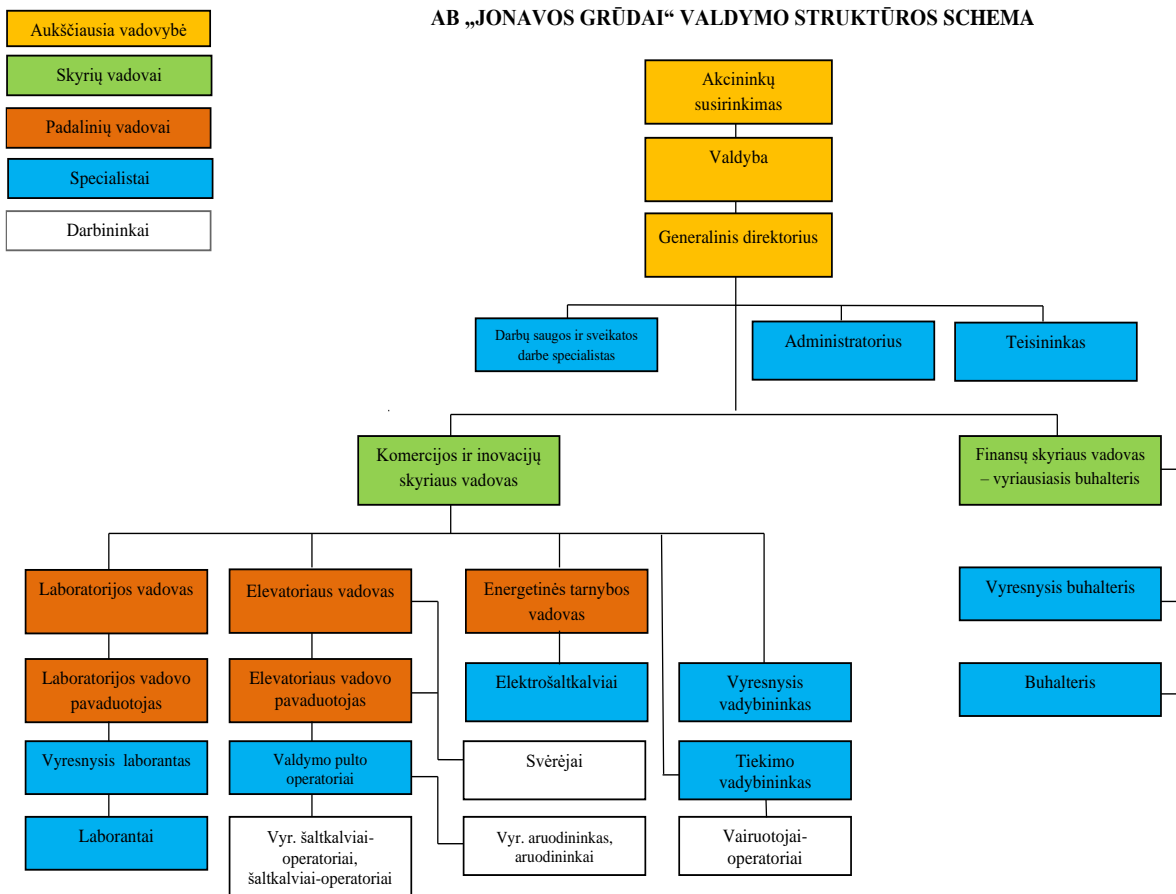 AB „JONAVOS GRŪDAI“ VALDYMO STRUKTŪROS SCHEMA
Aukščiausia vadovybė
Skyrių vadovai
Padalinių vadovai
Specialistai
Darbininkai
Akcininkų
susirinkimas
Valdyba
Generalinis direktorius
Darbų saugos ir sveikatos
darbe specialistas
Administratorius
Teisininkas
Komercijos ir inovacijų
skyriaus vadovas
Finansų skyriaus vadovas
– vyriausiasis buhalteris
Laboratorijos vadovas
Elevatoriaus vadovas
Energetinės tarnybos
vadovas
Vyresnysis buhalteris
Laboratorijos vadovo
pavaduotojas
Elevatoriaus vadovo
pavaduotojas
Elektrošaltkalviai
Vyresnysis
vadybininkas
Buhalteris
Vyresnysis laborantas
Valdymo pulto
operatoriai
Svėrėjai
Tiekimo
vadybininkas
Laborantai
Vyr. šaltkalviai-
operatoriai,
šaltkalviai-operatoriai
Vyr. aruodininkas,
aruodininkai
Vairuotojai-
operatoriai